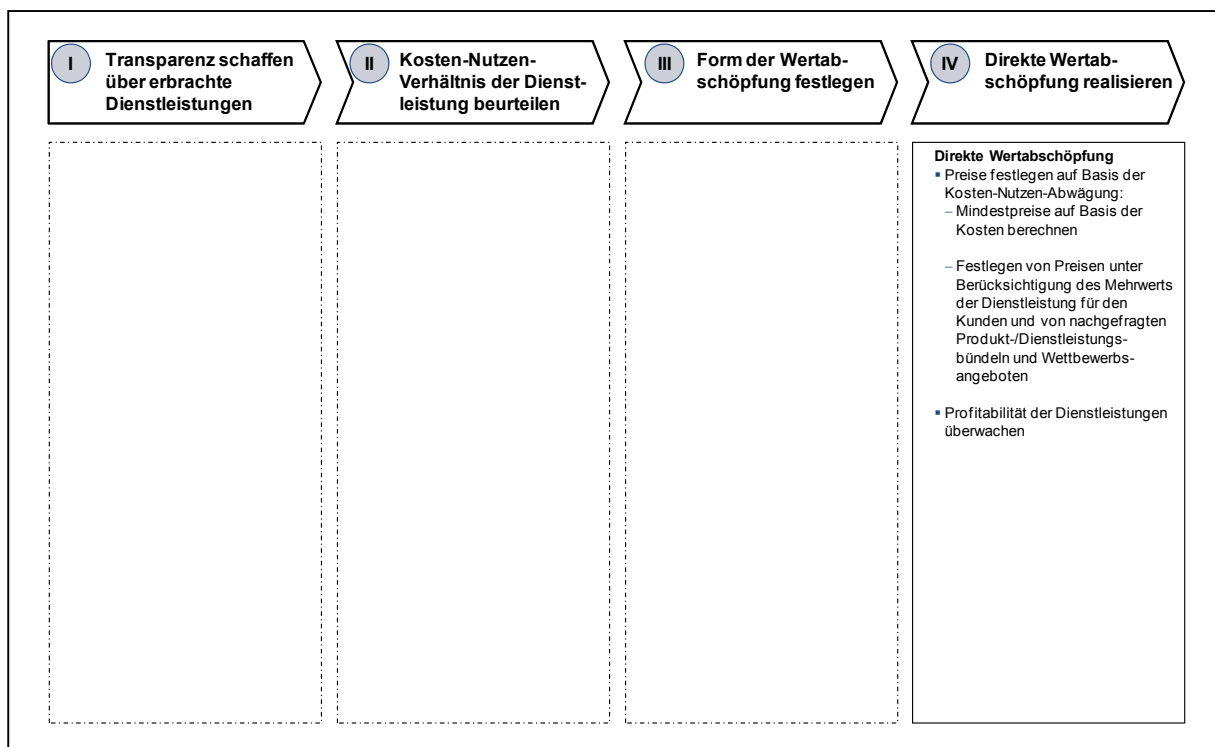 I
Transparenz schaffen
über erbrachte
Dienstleistungen
II
Kosten-Nutzen-
Verhältnis der Dienst-
leistung beurteilen
III
Form der Wertab-
schöpfung festlegen
IV
Direkte Wertab-
schöpfung realisieren
Direkte Wertabschöpfung
▪ Preise festlegen auf Basis der
Kosten-Nutzen-Abwägung:
– Mindestpreise auf Basis der
Kosten berechnen
– Festlegen von Preisen unter
Berücksichtigung des Mehrwerts
der Dienstleistung für den
Kunden und von nachgefragten
Produkt-/Dienstleistungs-
bündeln und Wettbewerbs-
angeboten
▪ Profitabilität der Dienstleistungen
überwachen